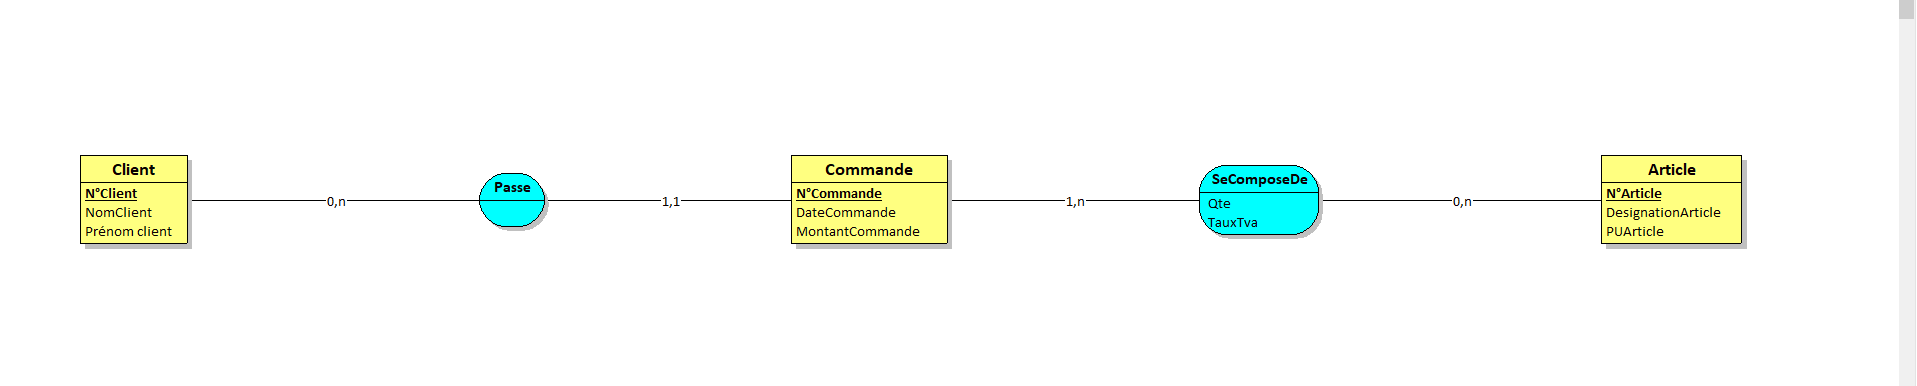 Client
N°Client
NomClient
Prénom client
0,n
Passe
1,1
Commande
N°Commande
DateCommande
MontantCommande
1,n
SeComposeDe
Qte
TauxTva
0,n
Article
N°Article
DesignationArticle
PUArticle